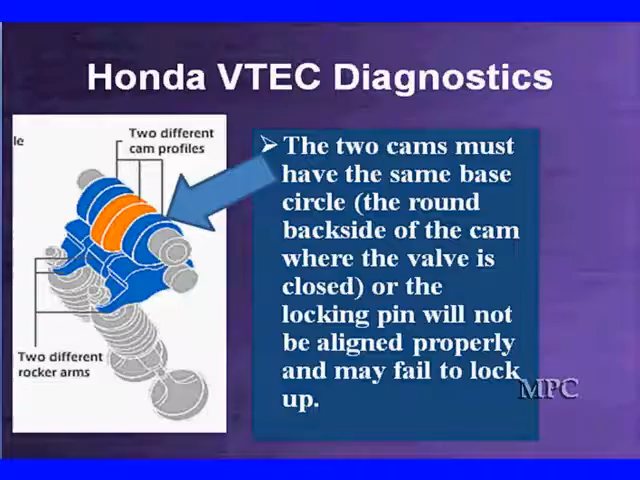 Honda VTEC Diagnostics
le
Two different
cam profiles
Two different
rocker arms
➢ The two cams must
have the same base
circle (the round
backside of the cam
where the valve is
closed) or the
locking pin will not
be aligned properly
and may fail to lock
up.
MPC